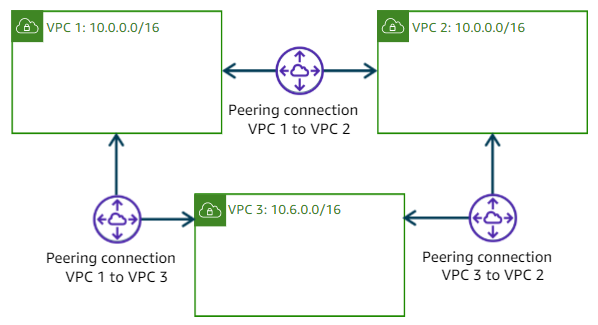 VPC 1: 10.0.0.0/16
VPC 2: 10.0.0.0/16
Peering connection
VPC 1 to VPC 2
VPC 3: 10.6.0.0/16
Peering connection
VPC 1 to VPC 3
Peering connection
VPC 3 to VPC 2